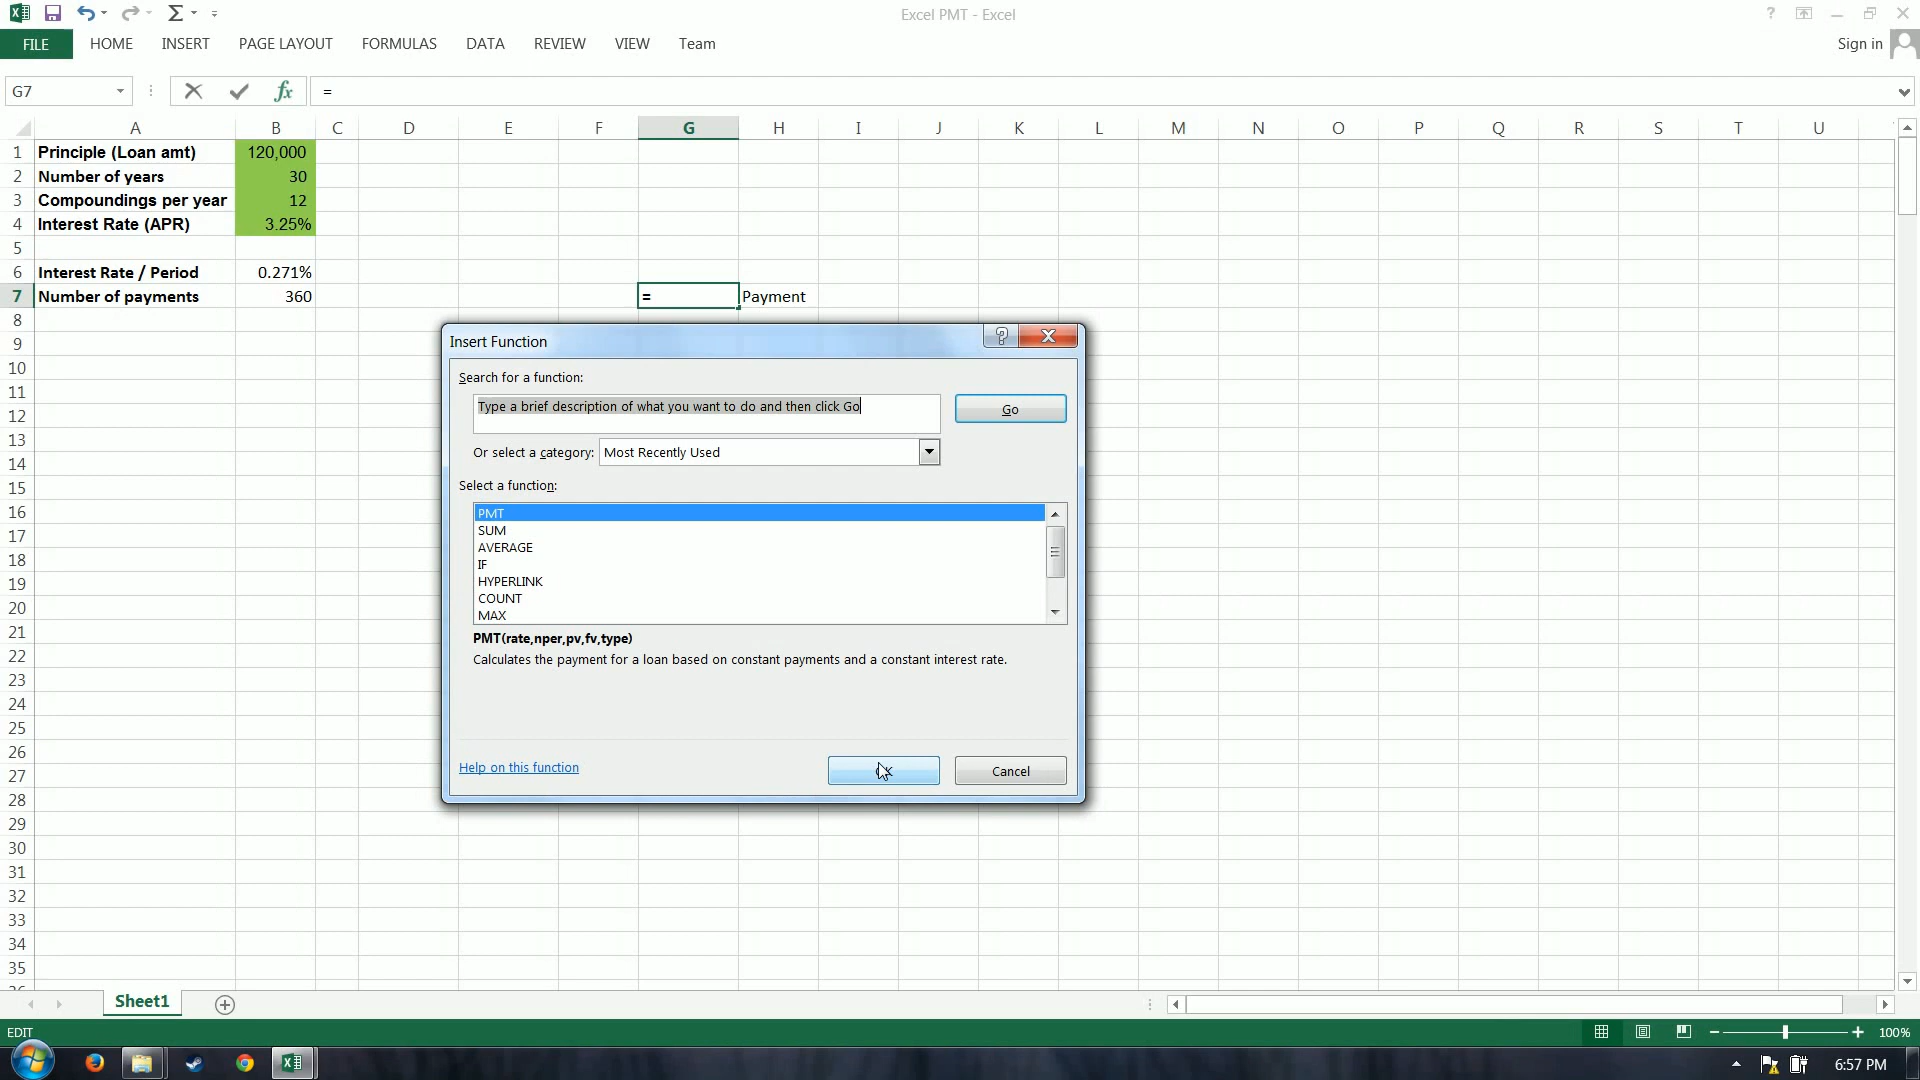 Excel PMT - Excel
FILE HOME INSERT PAGE LAYOUT FORMULAS DATA REVIEW VIEW Team
Sign in
G7
fx =
A B C D E F G H I J K L M N O P Q R S T U
1 Principle (Loan amt) 120,000
2 Number of years 30
3 Compoundings per year 12
4 Interest Rate (APR) 3.25%
5
6 Interest Rate / Period 0.271%
7 Number of payments 360 = Payment
8
9
10
11
12
13
14
15
16
17
18
19
20
21
22
23
24
25
26
27
28
29
30
31
32
33
34
35
Insert Function
Search for a function:
Type a brief description of what you want to do and then click Go
Go
Or select a category: Most Recently Used
Select a function:
PMT
SUM
AVERAGE
IF
HYPERLINK
COUNT
MAX
PMT(rate,nper,pv,fv,type)
Calculates the payment for a loan based on constant payments and a constant interest rate.
Help on this function
Cancel
Sheet1
EDIT
100%
6:57 PM